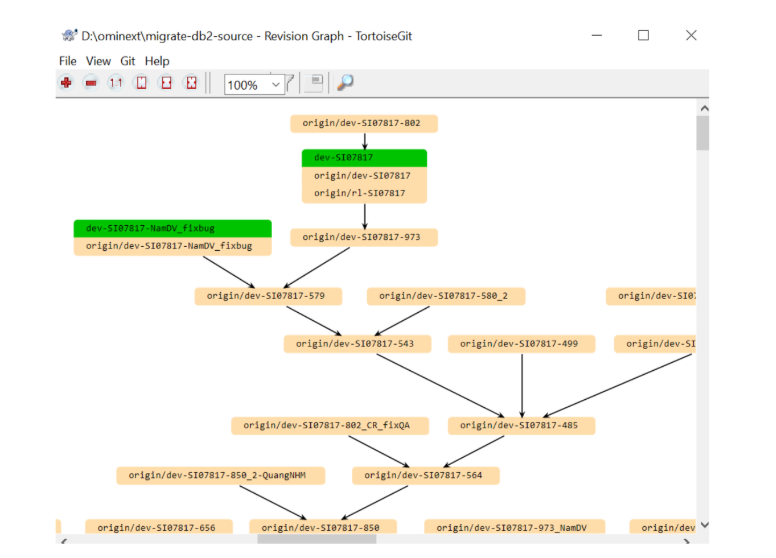 D:\ominext\migrate-db2-source - Revision Graph - TortoiseGit
File View Git Help
1:1
100%
origin/dev-SI07817-802
dev-SI07817
origin/dev-SI07817
origin/rl-SI07817
dev-SI07817-NamDV_fixbug
origin/dev-SI07817-NamDV_fixbug
origin/dev-SI07817-973
origin/dev-SI07817-579
origin/dev-SI07817-580_2
origin/dev-SI07
origin/dev-SI07817-543
origin/dev-SI07817-499
origin/dev-SI
origin/dev-SI07817-802_CR_fixQA
origin/dev-SI07817-485
origin/dev-SI07817-850_2-QuangNHM
origin/dev-SI07817-564
origin/dev-SI07817-656
origin/dev-SI07817-850
origin/dev-SI07817-973_NamDV
origin/dev